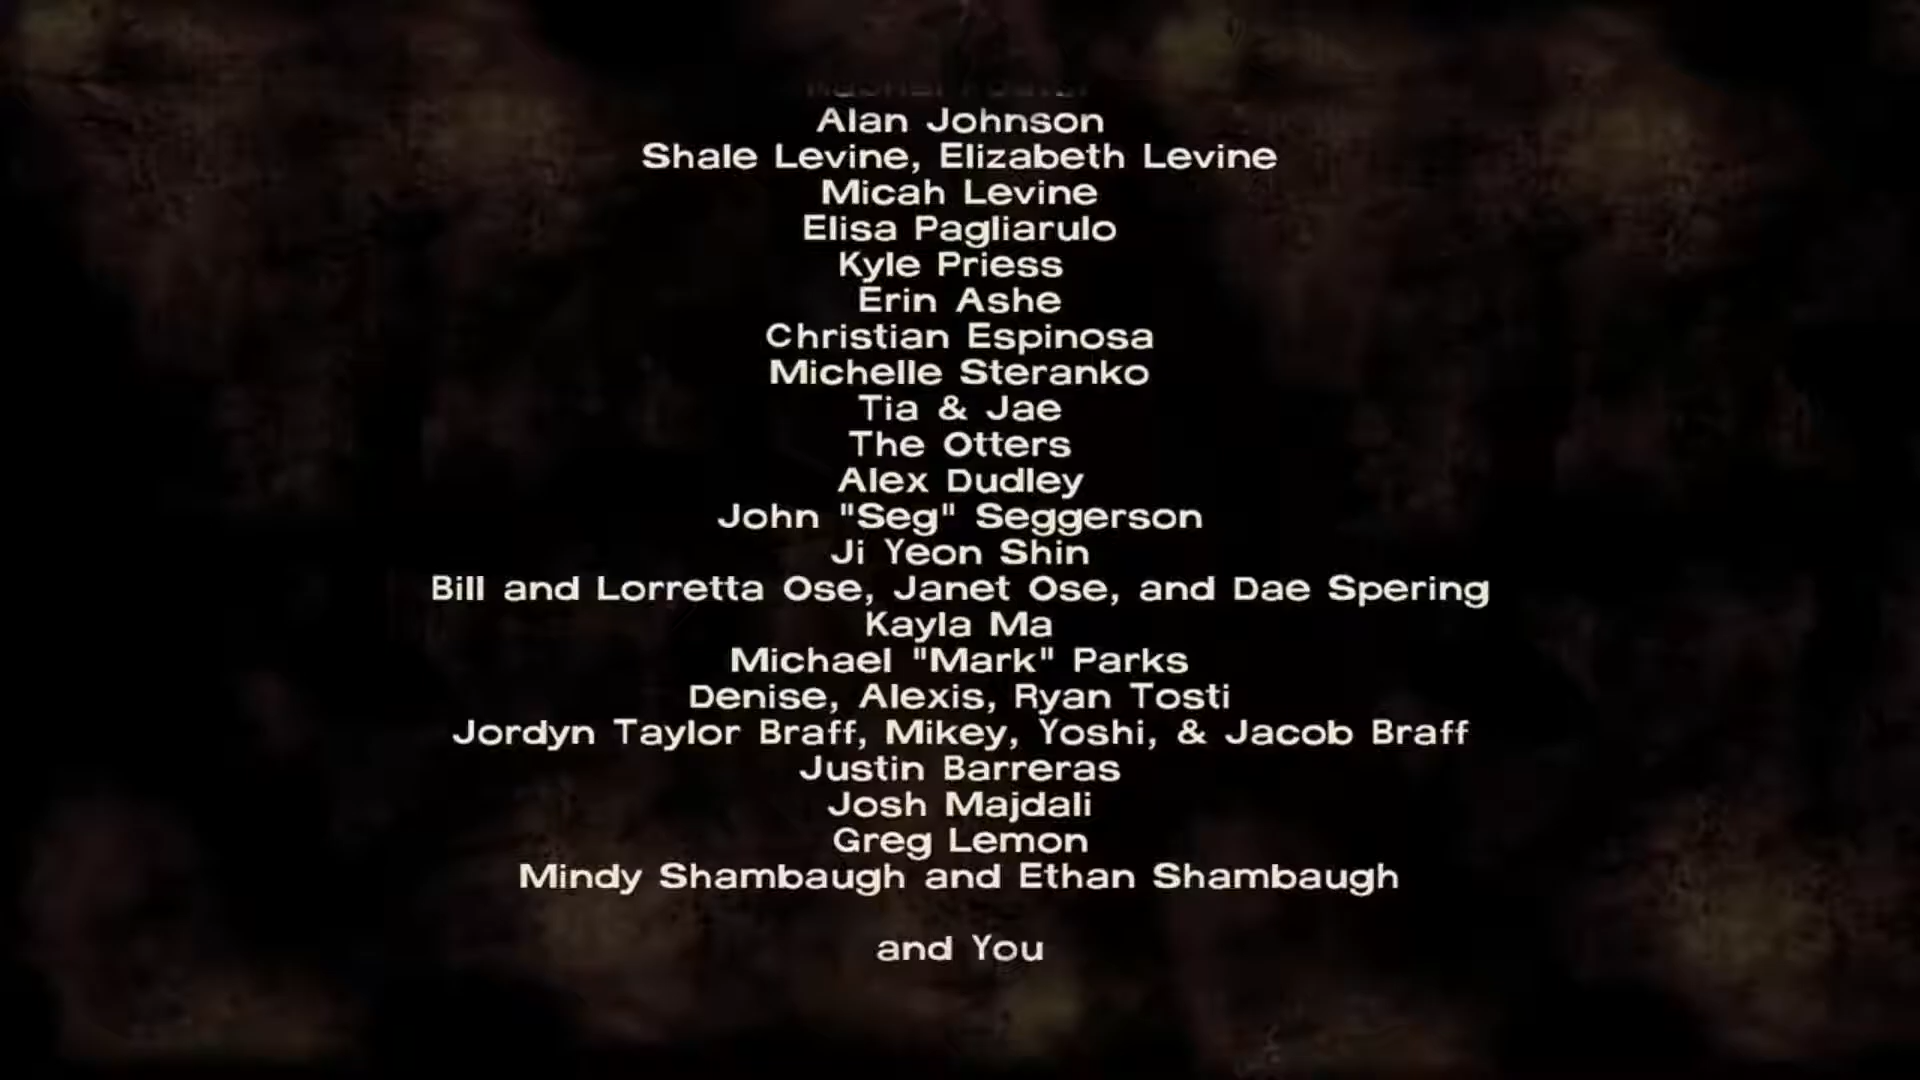 Alan Johnson
Shale Levine, Elizabeth Levine
Micah Levine
Elisa Pagliarulo
Kyle Priess
Erin Ashe
Christian Espinosa
Michelle Steranko
Tia & Jae
The Otters
Alex Dudley
John "Seg" Seggerson
Ji Yeon Shin
Bill and Lorretta Ose, Janet Ose, and Dae Spering
Kayla Ma
Michael "Mark" Parks
Denise, Alexis, Ryan Tosti
Jordyn Taylor Braff, Mikey, Yoshi, & Jacob Braff
Justin Barreras
Josh Majdali
Greg Lemon
Mindy Shambaugh and Ethan Shambaugh
and You